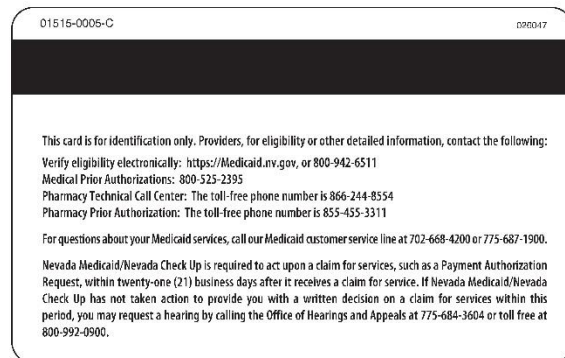 01515-0005-C
020047
This card is for identification only. Providers, for eligibility or other detailed information, contact the following:
Verify eligibility electronically: https://Medicaid.nv.gov, or 800-942-6511
Medical Prior Authorizations: 800-525-2395
Pharmacy Technical Call Center: The toll-free phone number is 866-244-8554
Pharmacy Prior Authorization: The toll-free phone number is 855-455-3311
For questions about your Medicaid services, call our Medicaid customer service line at 702-668-4200 or 775-687-1900.
Nevada Medicaid/Nevada Check Up is required to act upon a claim for services, such as a Payment Authorization
Request, within twenty-one (21) business days after it receives a claim for service. If Nevada Medicaid/Nevada
Check Up has not taken action to provide you with a written decision on a claim for services within this
period, you may request a hearing by calling the Office of Hearings and Appeals at 775-684-3604 or toll free at
800-992-0900.